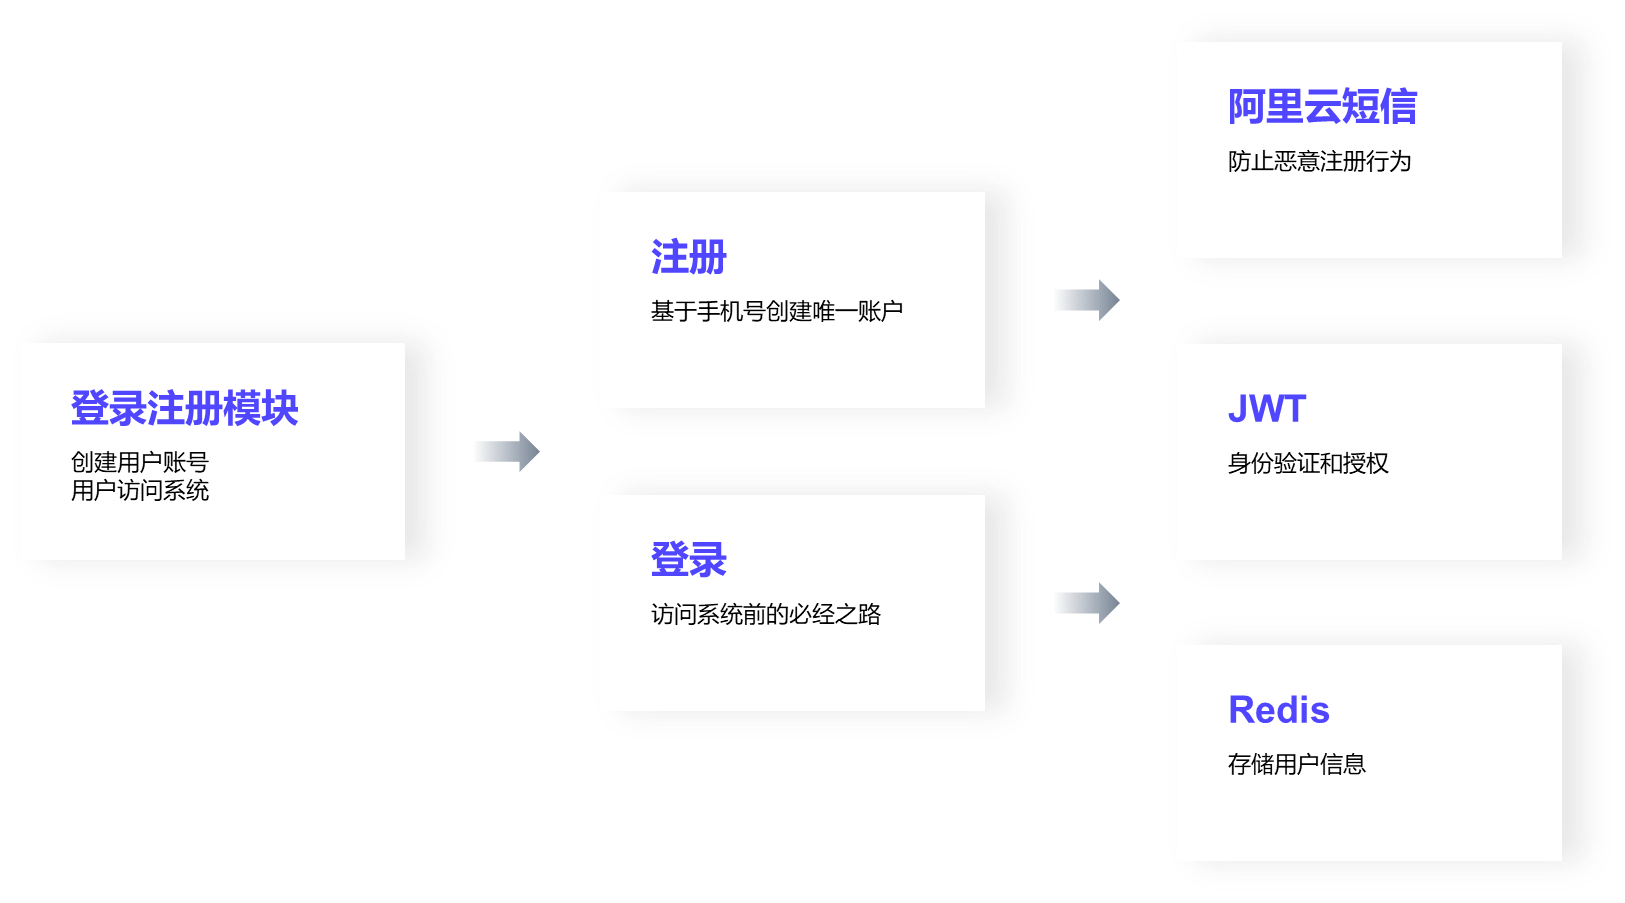 登录注册模块
创建用户账号
用户访问系统
注册
基于手机号创建唯一账户
登录
访问系统前的必经之路
阿里云短信
防止恶意注册行为
JWT
身份验证和授权
Redis
存储用户信息